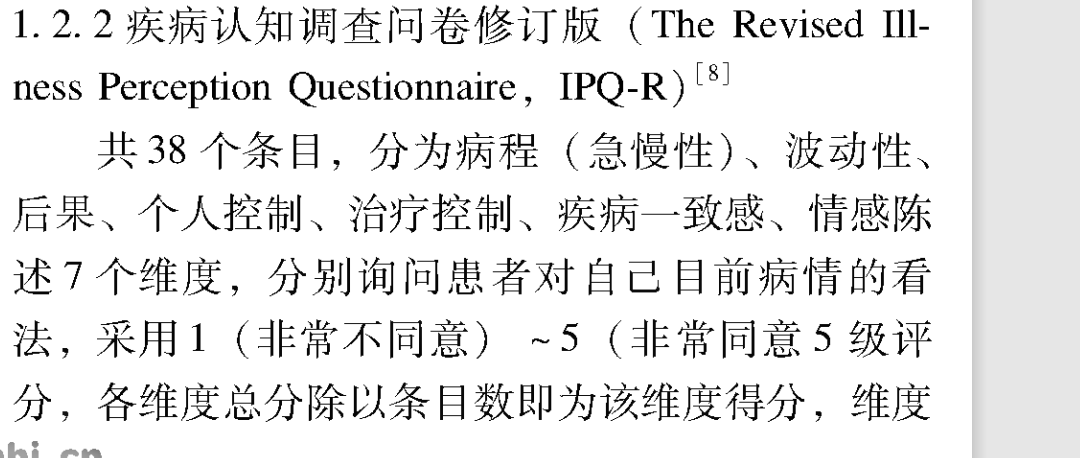 1. 2. 2 疾病认知调查问卷修订版（The Revised Ill-
ness Perception Questionnaire，IPQ-R）[8]
共 38 个条目，分为病程（急慢性）、波动性、
后果、个人控制、治疗控制、疾病一致感、情感陈
述 7 个维度，分别询问患者对自己目前病情的看
法，采用 1（非常不同意）~ 5（非常同意 5 级评
分，各维度总分除以条目数即为该维度得分，维度